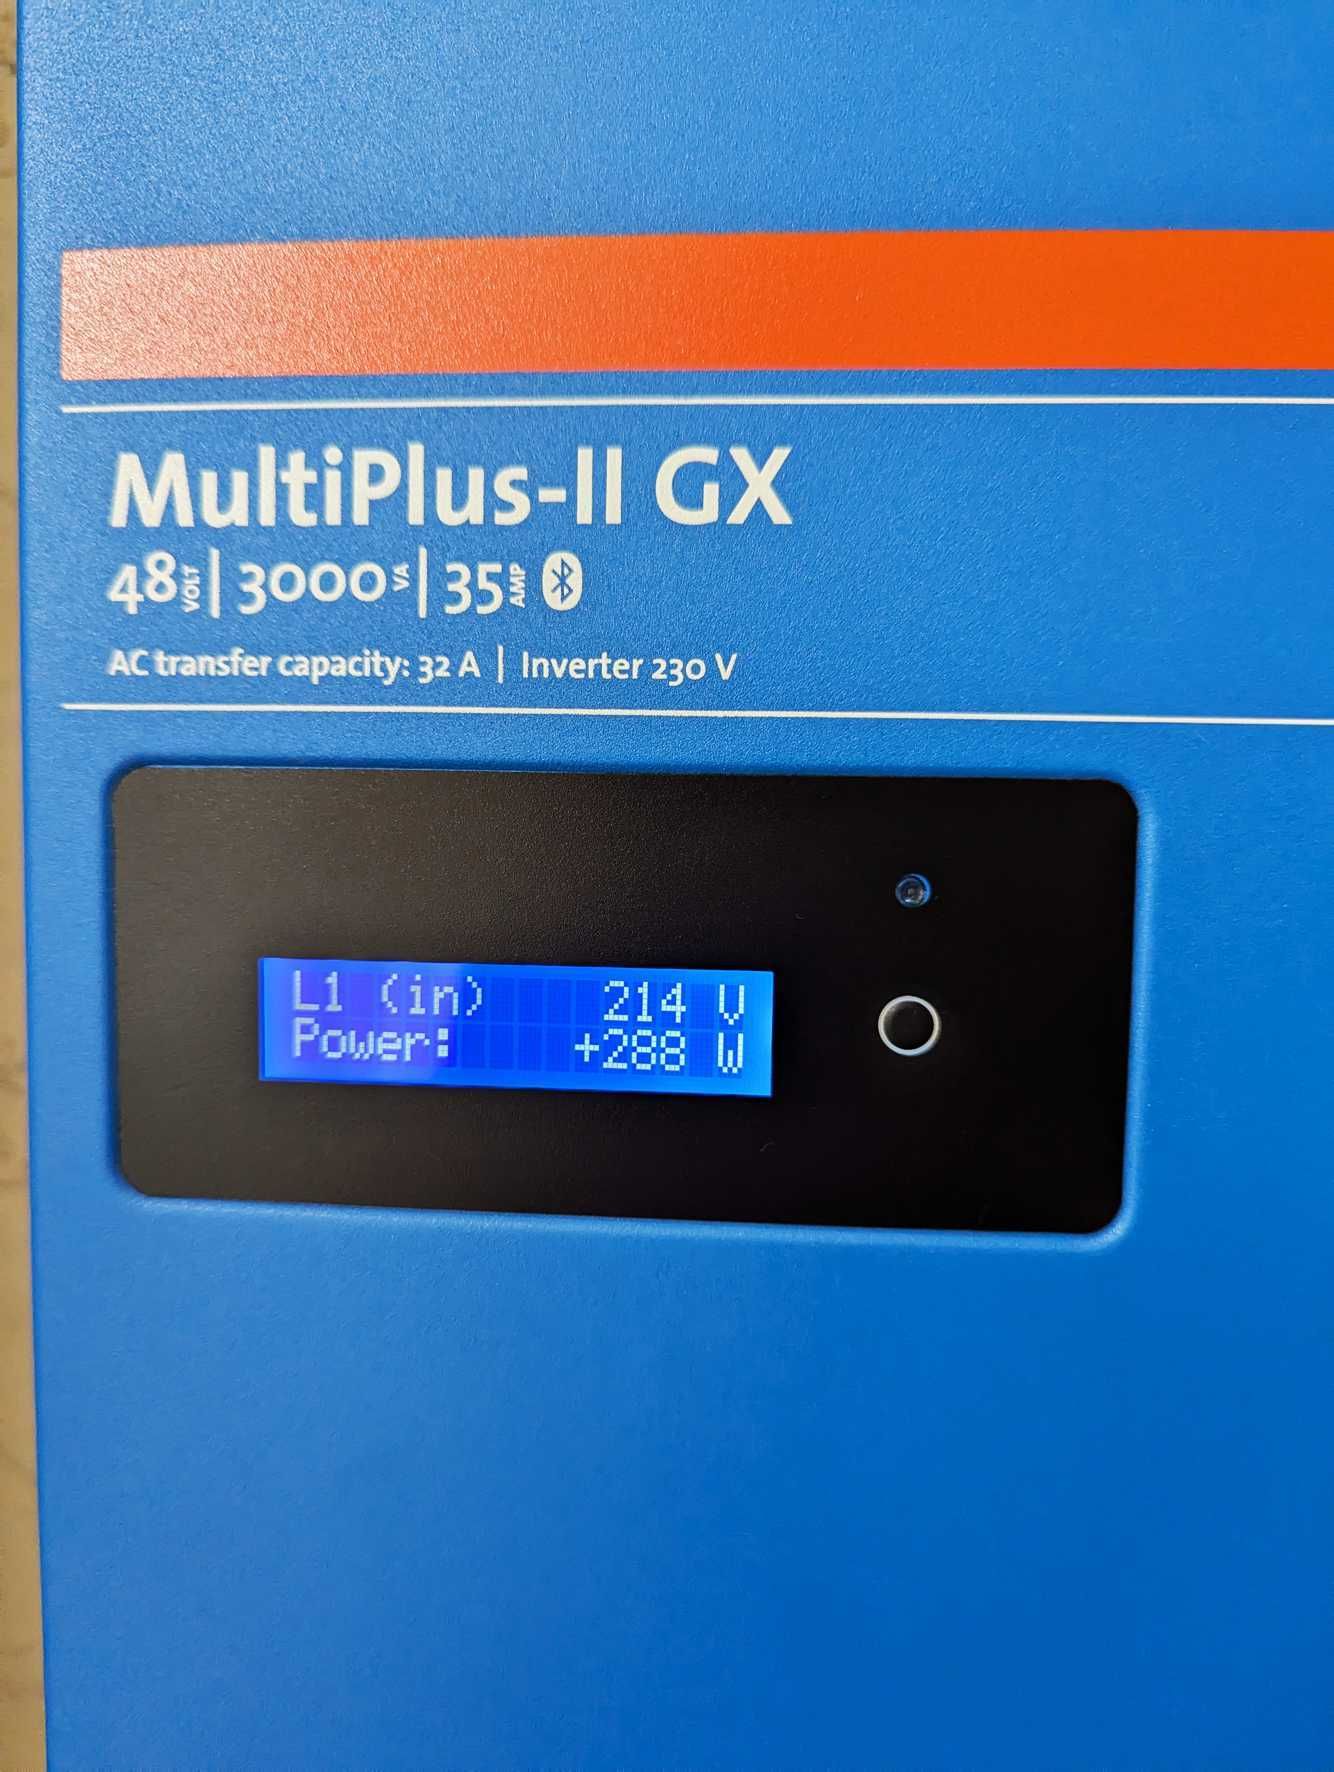 MultiPlus-II GX
48 VOLT | 3000 VA | 35 AMP
AC transfer capacity: 32 A | Inverter 230 V
L1 (in) 214 V
Power: +288 W